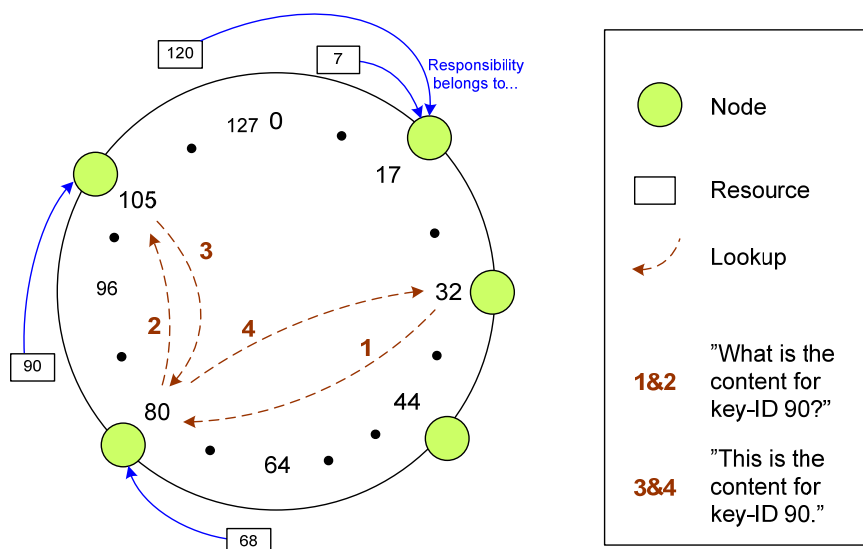 120
7
Responsibility
belongs to...
127
0
17
105
3
96
32
2
4
1
90
80
44
64
68
Node
Resource
Lookup
1&2
"What is the
content for
key-ID 90?"
3&4
"This is the
content for
key-ID 90."